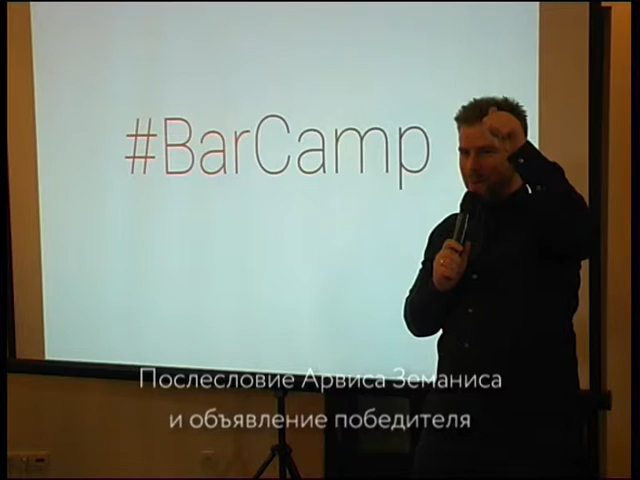 #BarCamp
Послесловие Арвиса Земаниса
и объявление победителя